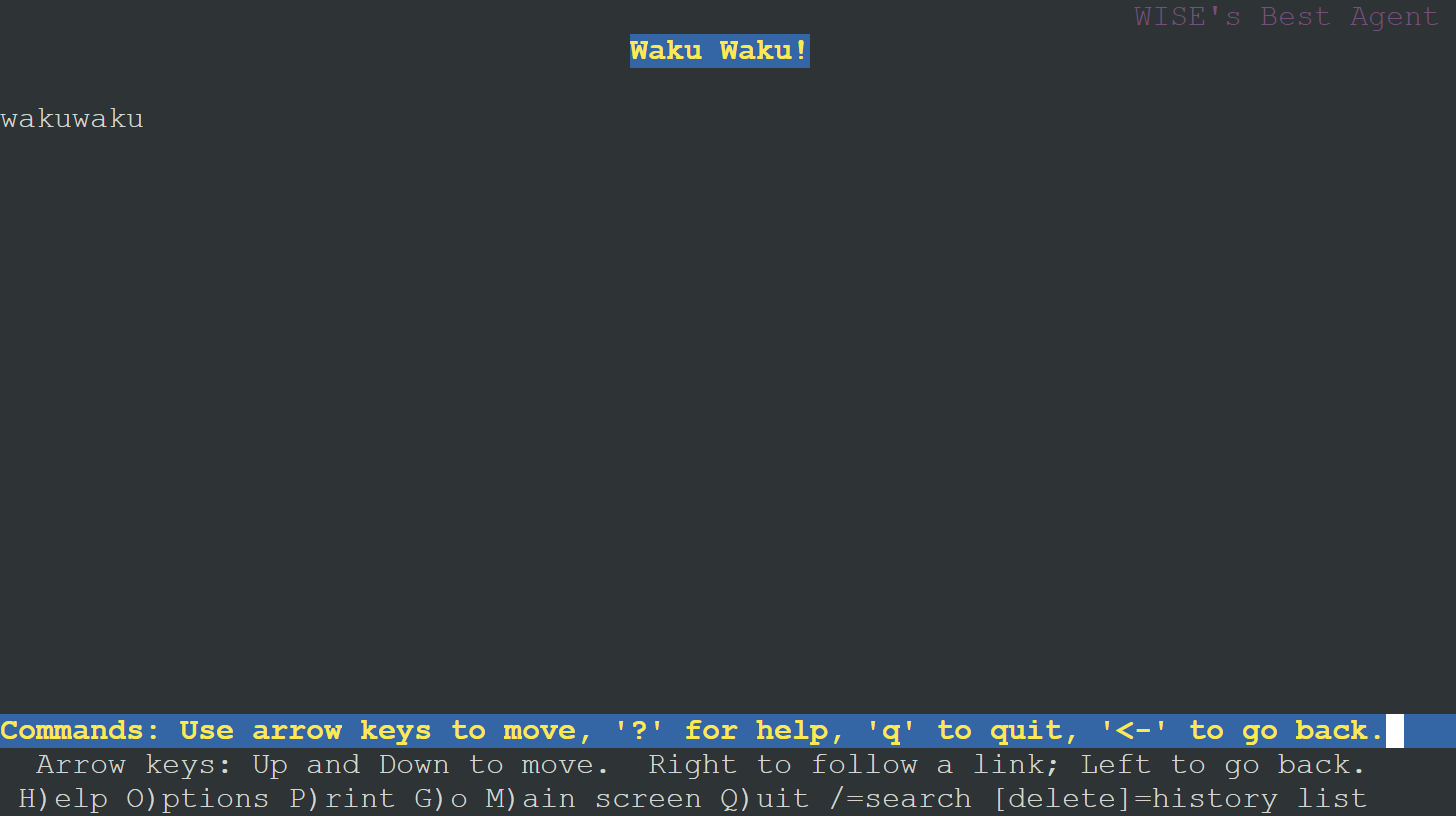 WISE's Best Agent
Waku Waku!
wakuwaku
Commands: Use arrow keys to move, '?' for help, 'q' to quit, '<-' to go back.
Arrow keys: Up and Down to move.  Right to follow a link; Left to go back.
H)elp O)ptions P)rint G)o M)ain screen Q)uit /=search [delete]=history list